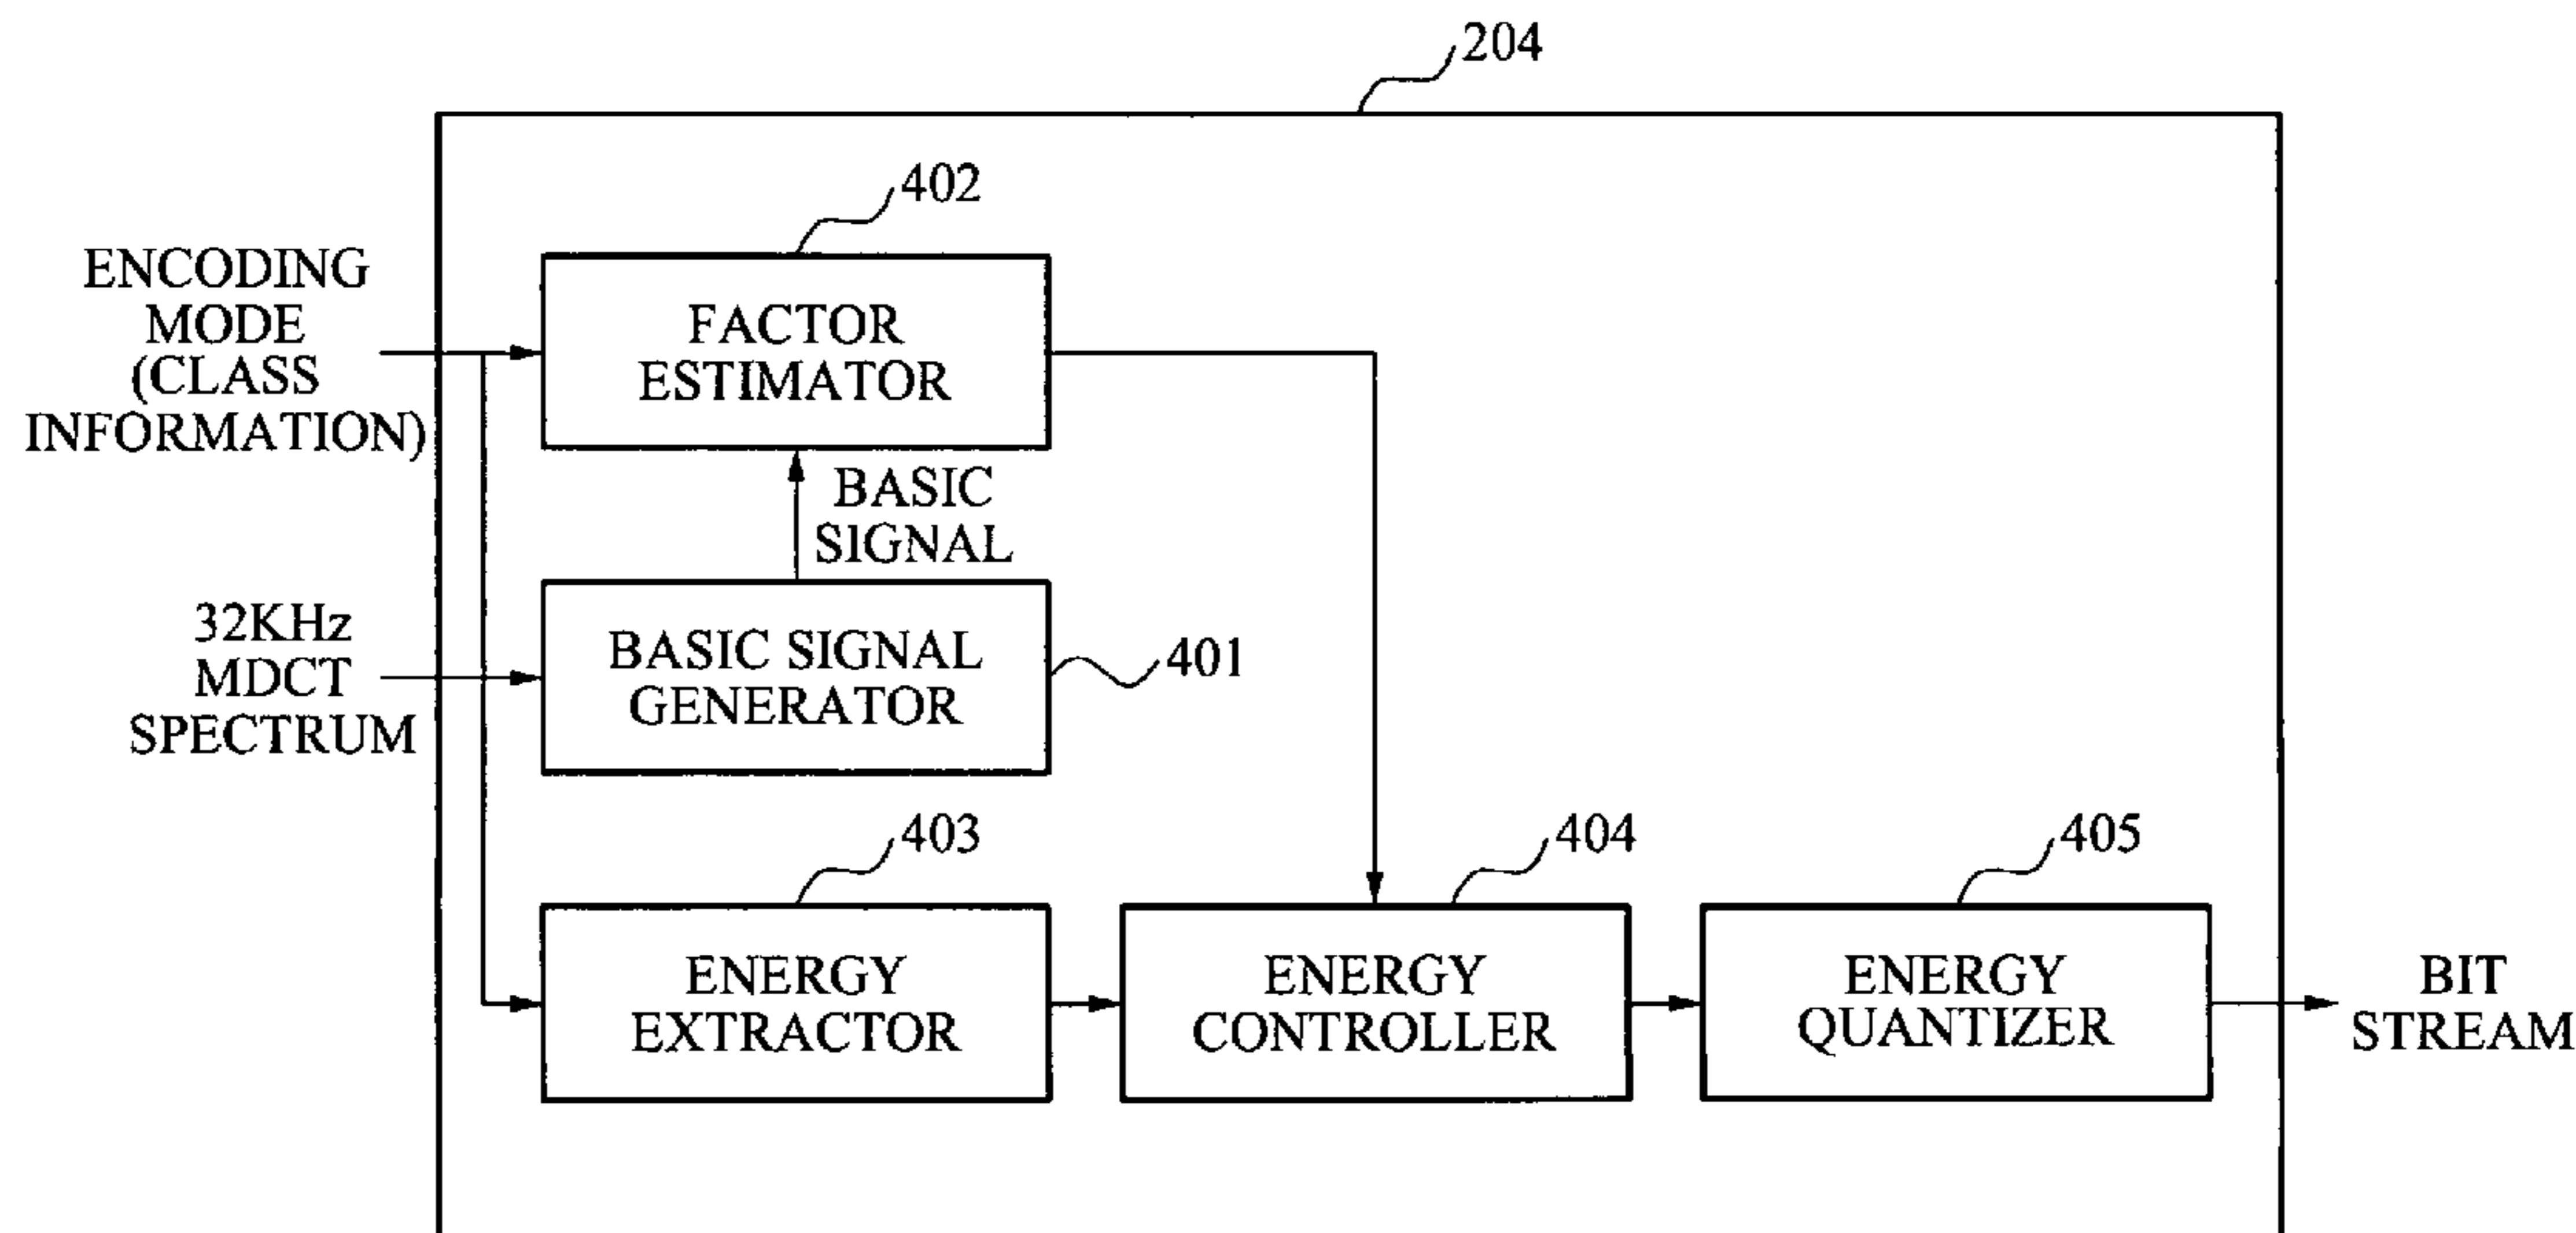 204
402
ENCODING
MODE
(CLASS
INFORMATION)
FACTOR
ESTIMATOR
BASIC
SIGNAL
32KHz
MDCT
SPECTRUM
BASIC SIGNAL
GENERATOR
401
403
404
405
ENERGY
EXTRACTOR
ENERGY
CONTROLLER
ENERGY
QUANTIZER
BIT
STREAM